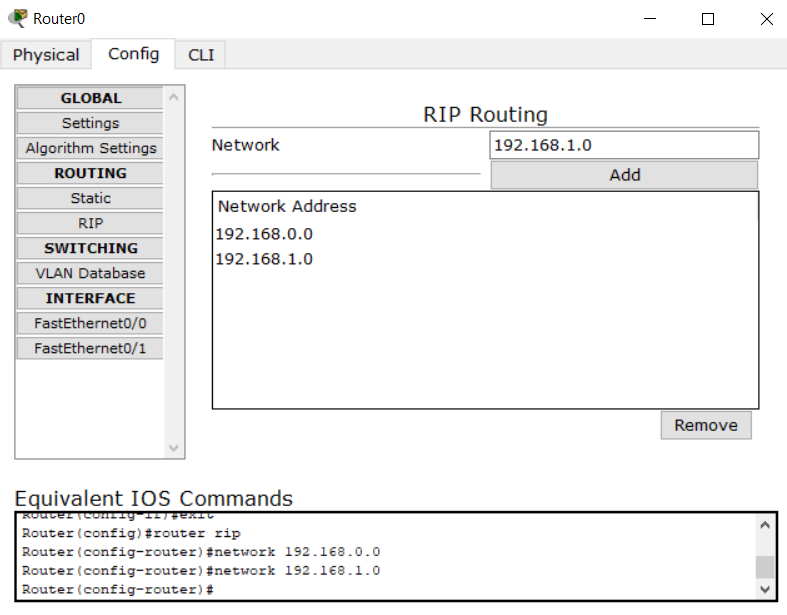 Router0
Physical Config CLI
GLOBAL
Settings
Algorithm Settings
ROUTING
Static
RIP
SWITCHING
VLAN Database
INTERFACE
FastEthernet0/0
FastEthernet0/1
RIP Routing
Network 192.168.1.0
Add
Network Address
192.168.0.0
192.168.1.0
Remove
Equivalent IOS Commands
Router(config-if)#exit
Router(config)#router rip
Router(config-router)#network 192.168.0.0
Router(config-router)#network 192.168.1.0
Router(config-router)#